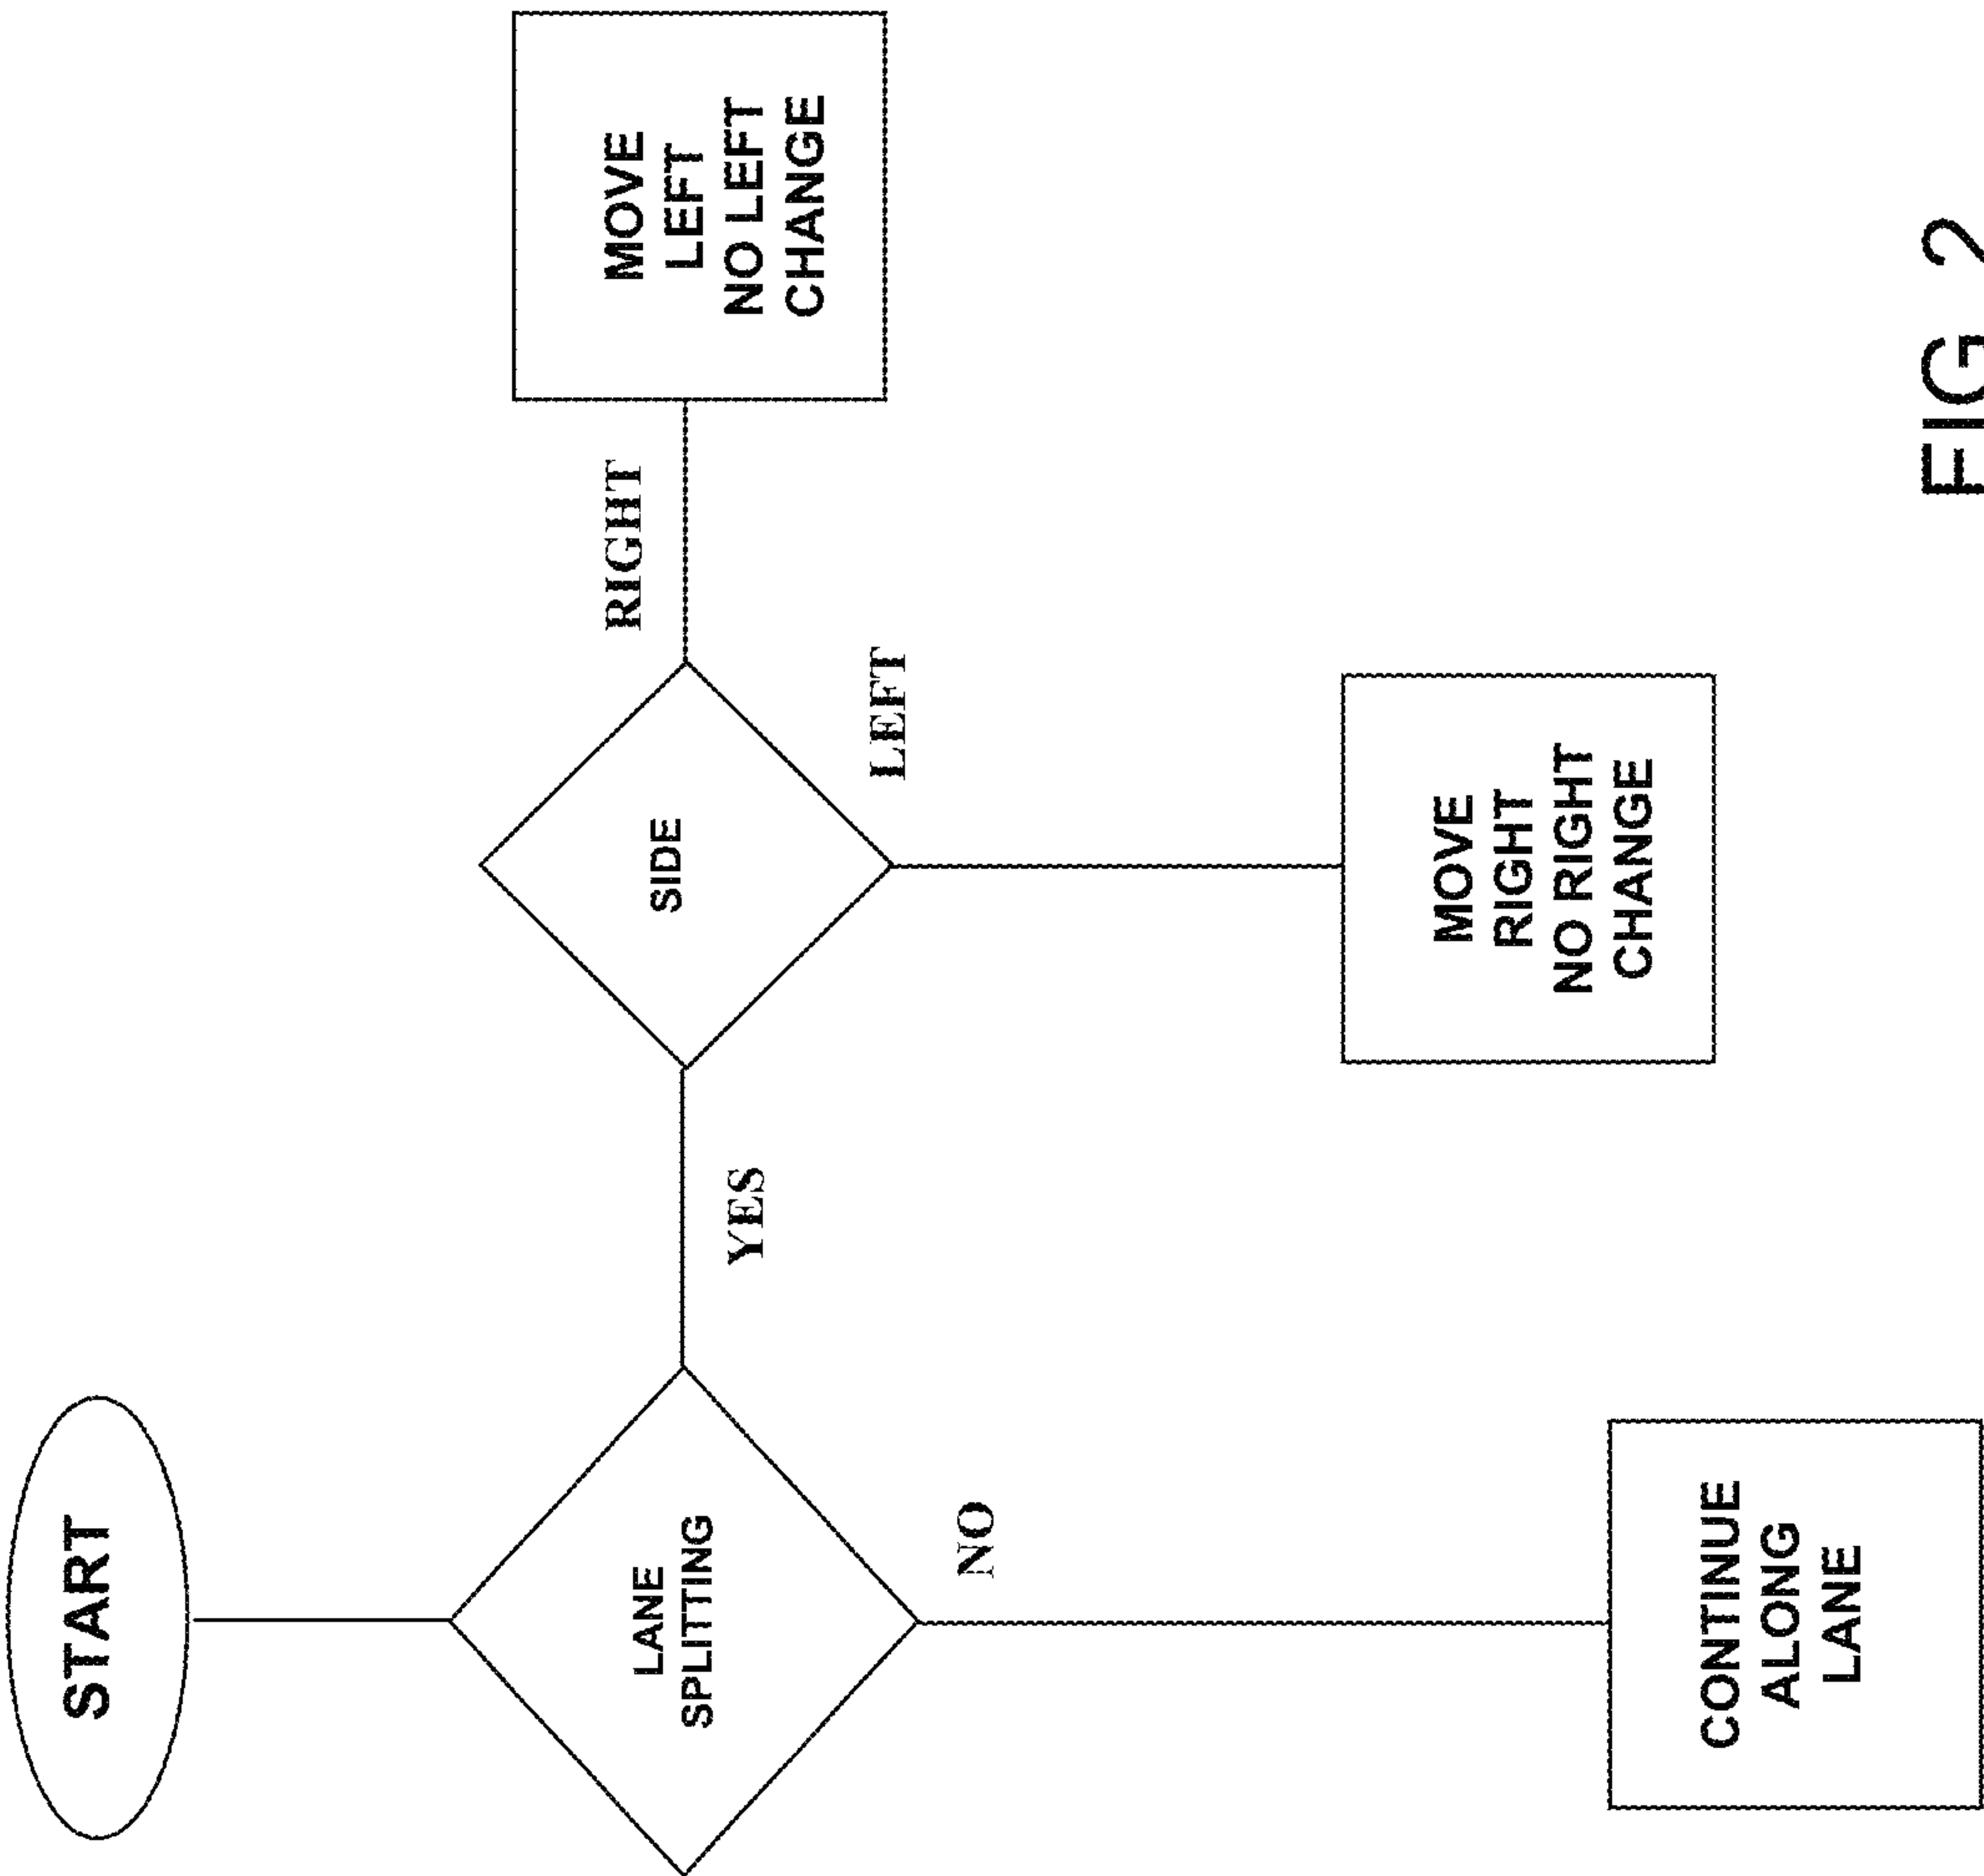 START
LANE
SPLITTING
YES
NO
SIDE
RIGHT
LEFT
MOVE
LEFT
NO LEFT
CHANGE
MOVE
RIGHT
NO RIGHT
CHANGE
CONTINUE
ALONG
LANE
FIG 2